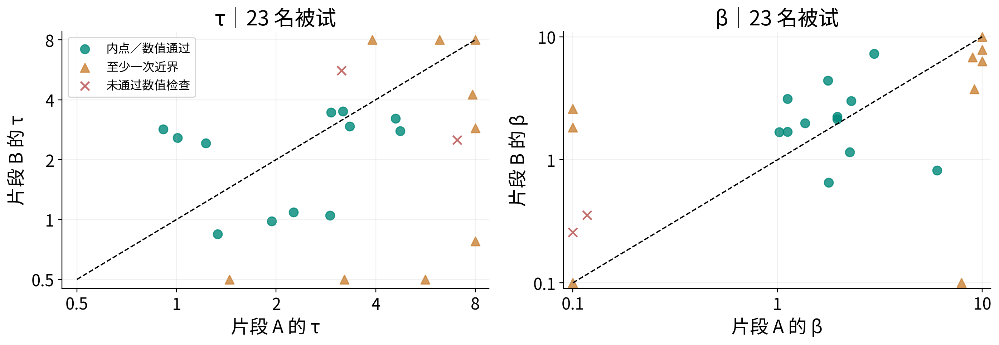 τ｜23 名被试
8
4
2
1
0.5
片段 B 的 τ
内点／数值通过
至少一次近界
未通过数值检查
0.5 1 2 4 8
片段 A 的 τ
β｜23 名被试
10
1
0.1
片段 B 的 β
0.1 1 10
片段 A 的 β